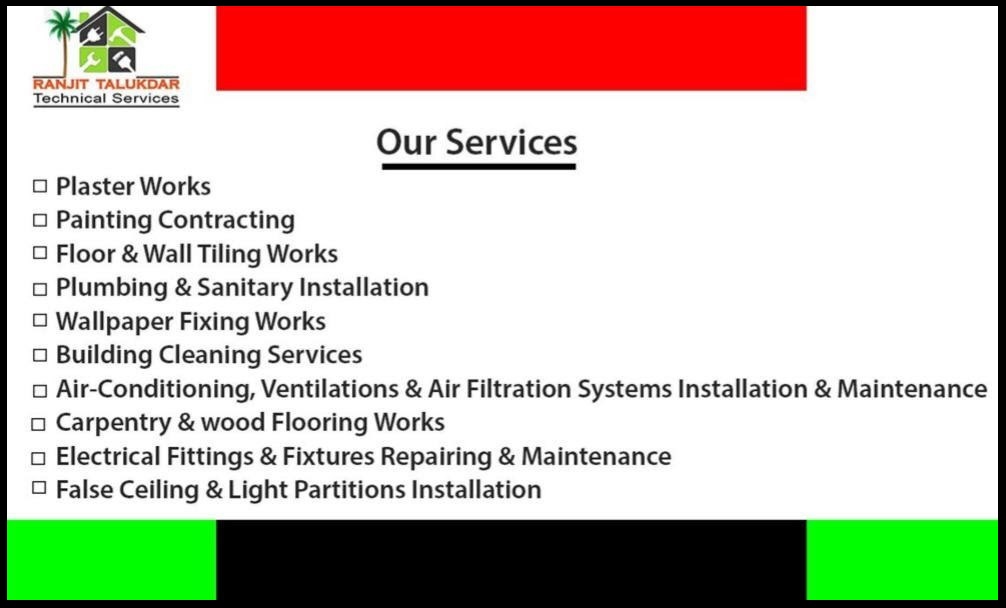 RANJIT TALUKDAR
Technical Services
Our Services
Plaster Works
Painting Contracting
Floor & Wall Tiling Works
Plumbing & Sanitary Installation
Wallpaper Fixing Works
Building Cleaning Services
Air-Conditioning, Ventilations & Air Filtration Systems Installation & Maintenance
Carpentry & wood Flooring Works
Electrical Fittings & Fixtures Repairing & Maintenance
False Ceiling & Light Partitions Installation